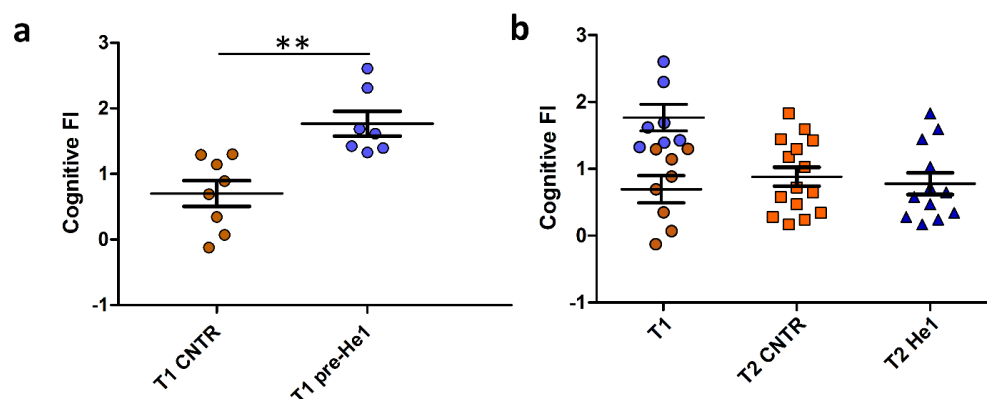 a
**
Cognitive FI
3
2
1
0
-1
T1 CNTR
T1 pre-He1
b
Cognitive FI
3
2
1
0
-1
T1
T2 CNTR
T2 He1